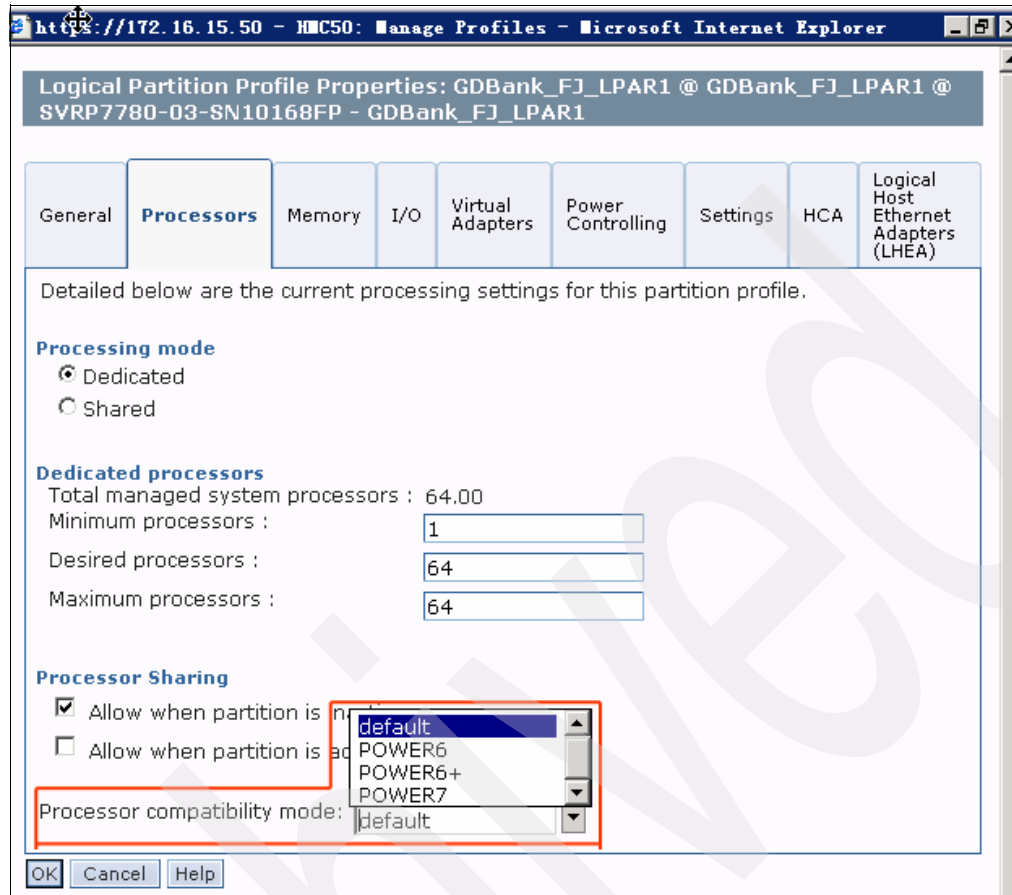 https://172.16.15.50 - HMC50: Manage Profiles - Microsoft Internet Explorer
Logical Partition Profile Properties: GDBank_FJ_LPAR1 @ GDBank_FJ_LPAR1 @
SVRP7780-03-SN10168FP - GDBank_FJ_LPAR1
General
Processors
Memory
I/O
Virtual
Adapters
Power
Controlling
Settings
HCA
Logical
Host
Ethernet
Adapters
(LHEA)
Detailed below are the current processing settings for this partition profile.
Processing mode
Dedicated
Shared
Dedicated processors
Total managed system processors : 64.00
Minimum processors : 1
Desired processors : 64
Maximum processors : 64
Processor Sharing
Allow when partition is
Allow when partition is
default
POWER6
POWER6+
POWER7
Processor compatibility mode: default
OK Cancel Help